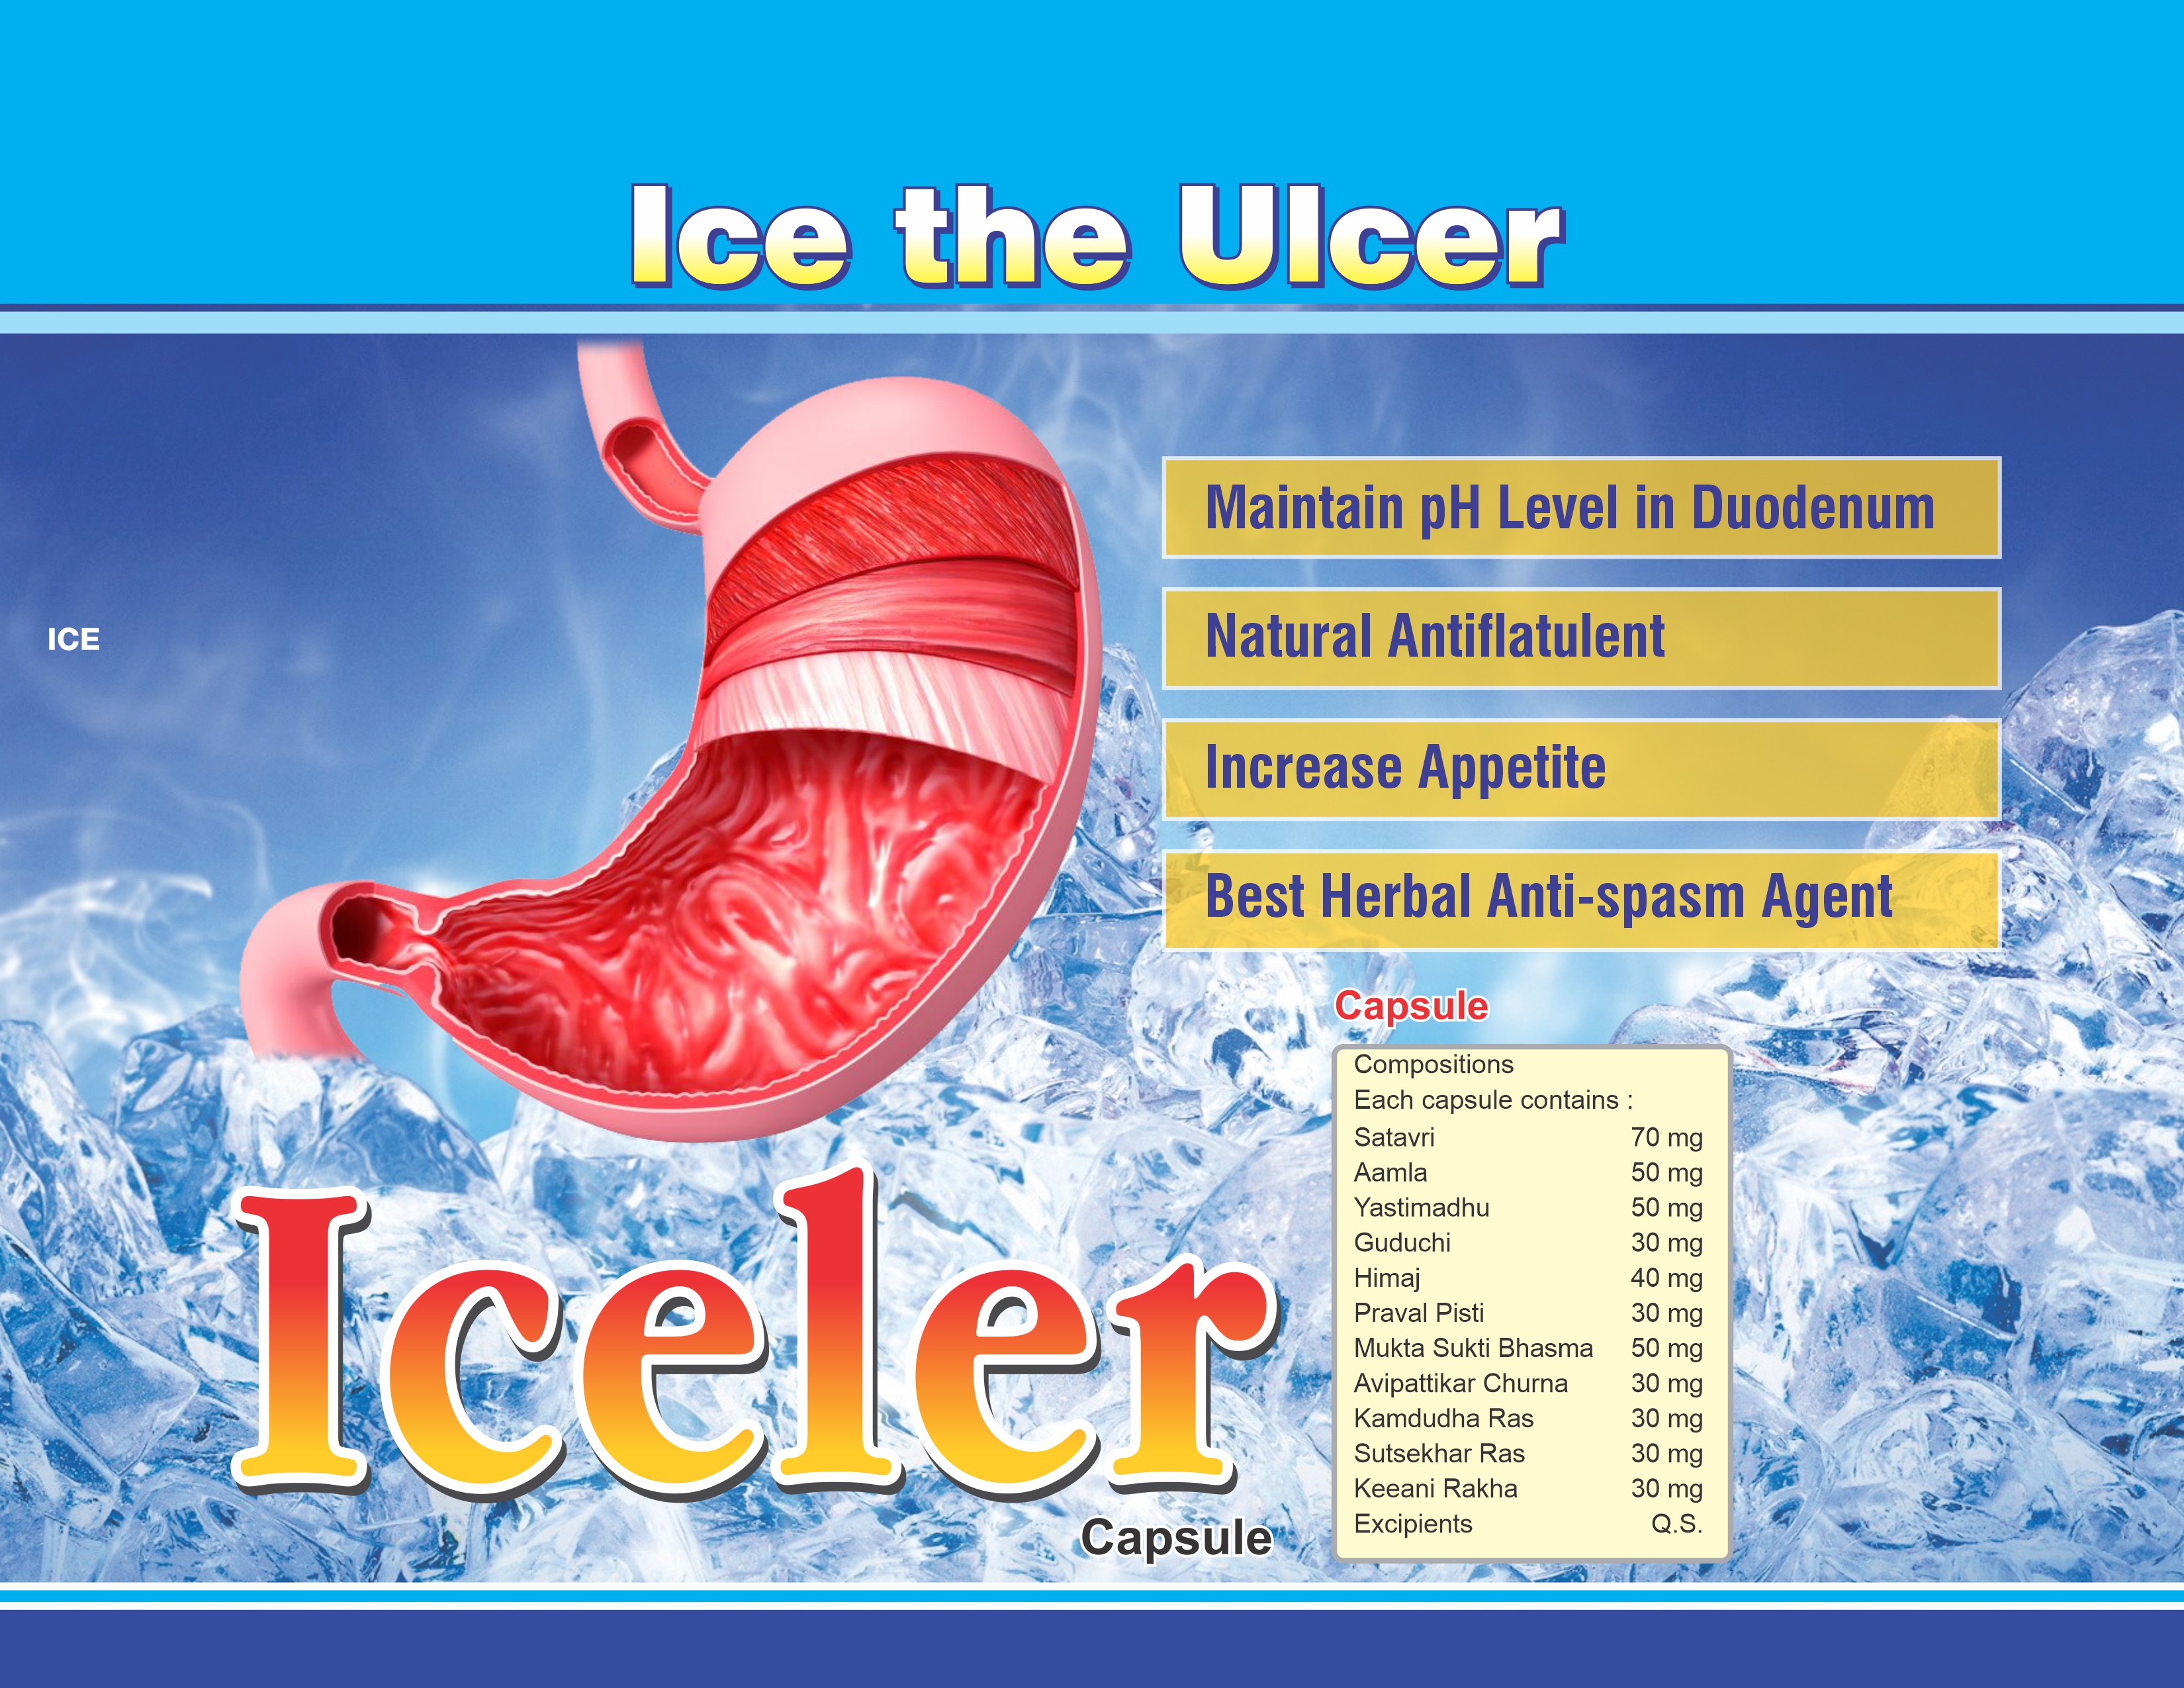 Ice the Ulcer
ICE
Maintain pH Level in Duodenum
Natural Antiflatulent
Increase Appetite
Best Herbal Anti-spasm Agent
Capsule
Compositions
Each capsule contains :
Satavri 70 mg
Aamla 50 mg
Yastimadhu 50 mg
Guduchi 30 mg
Himaj 40 mg
Praval Pisti 30 mg
Mukta Sukti Bhasma 50 mg
Avipattikar Churna 30 mg
Kamdudha Ras 30 mg
Sutsekhar Ras 30 mg
Keeani Rakha 30 mg
Excipients Q.S.
Iceler
Capsule